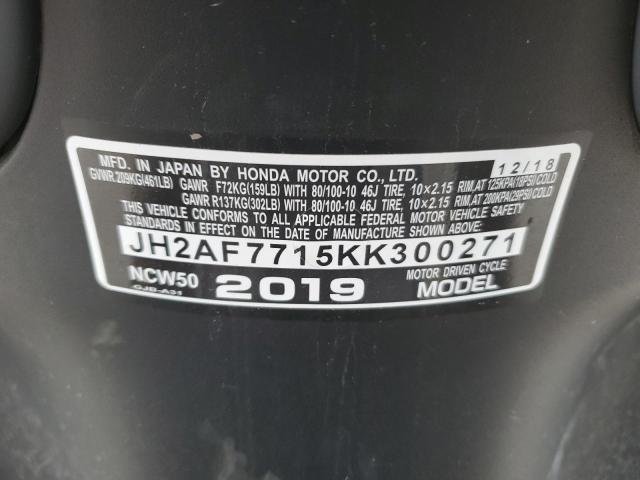 MFD. IN JAPAN BY HONDA MOTOR CO., LTD. 12/18
GVWR 209KG(461LB) GAWR F72KG(159LB) WITH 80/100-10 46J TIRE, 10×2.15 RIM, AT 125KPA(18PSI)COLD
GAWR R137KG(302LB) WITH 80/100-10 46J TIRE, 10×2.15 RIM, AT 200KPA(29PSI)COLD
THIS VEHICLE CONFORMS TO ALL APPLICABLE FEDERAL MOTOR VEHICLE SAFETY
STANDARDS IN EFFECT ON THE DATE OF MANUFACTURE SHOWN ABOVE:
JH2AF7715KK300271
NCW50 2019 MOTOR DRIVEN CYCLE
GJB-A31 MODEL